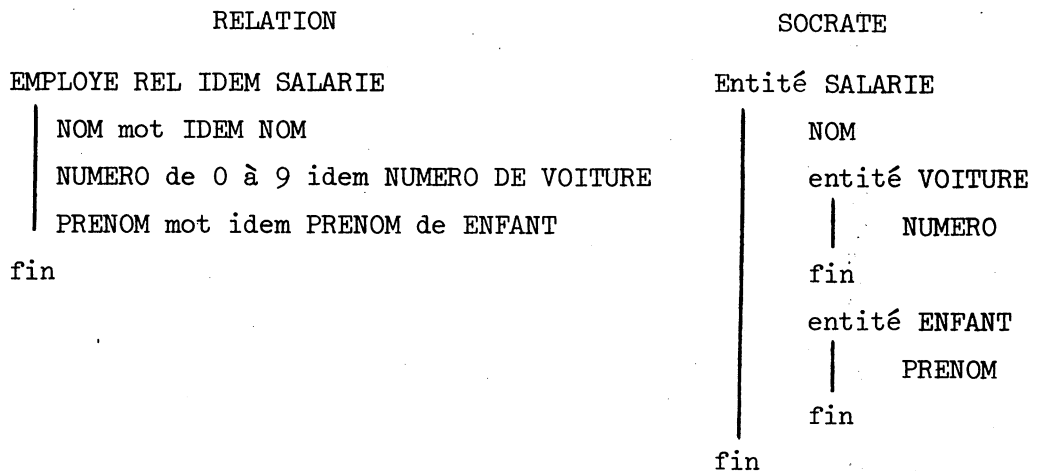 RELATION
EMPLOYE REL IDEM SALARIE
NOM mot IDEM NOM
NUMERO de 0 à 9 idem NUMERO DE VOITURE
PRENOM mot idem PRENOM de ENFANT
fin
SOCRATE
Entité SALARIE
NOM
entité VOITURE
NUMERO
fin
entité ENFANT
PRENOM
fin
fin